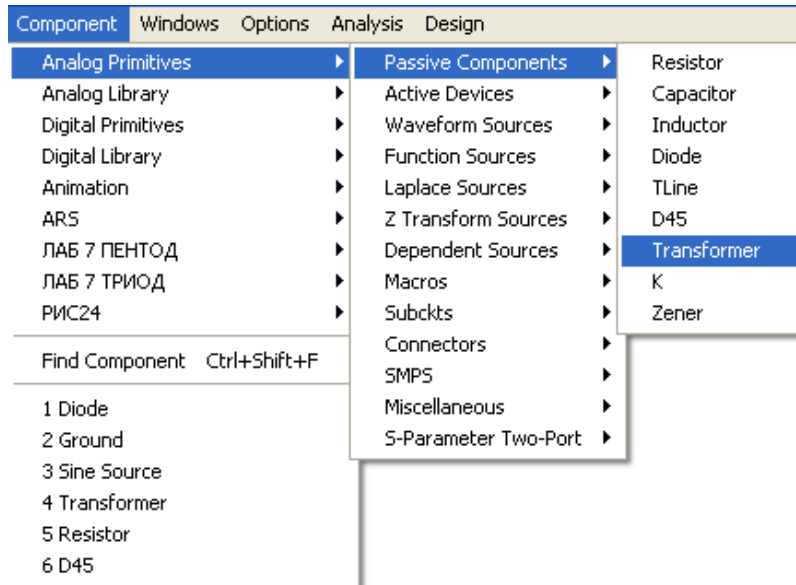 Component Windows Options Analysis Design
Analog Primitives
Analog Library
Digital Primitives
Digital Library
Animation
ARS
ЛАБ 7 ПЕНТОД
ЛАБ 7 ТРИОД
РИС24
Find Component Ctrl+Shift+F
1 Diode
2 Ground
3 Sine Source
4 Transformer
5 Resistor
6 D45
Passive Components
Active Devices
Waveform Sources
Function Sources
Laplace Sources
Z Transform Sources
Dependent Sources
Macros
Subckts
Connectors
SMPS
Miscellaneous
S-Parameter Two-Port
Resistor
Capacitor
Inductor
Diode
TLine
D45
Transformer
K
Zener